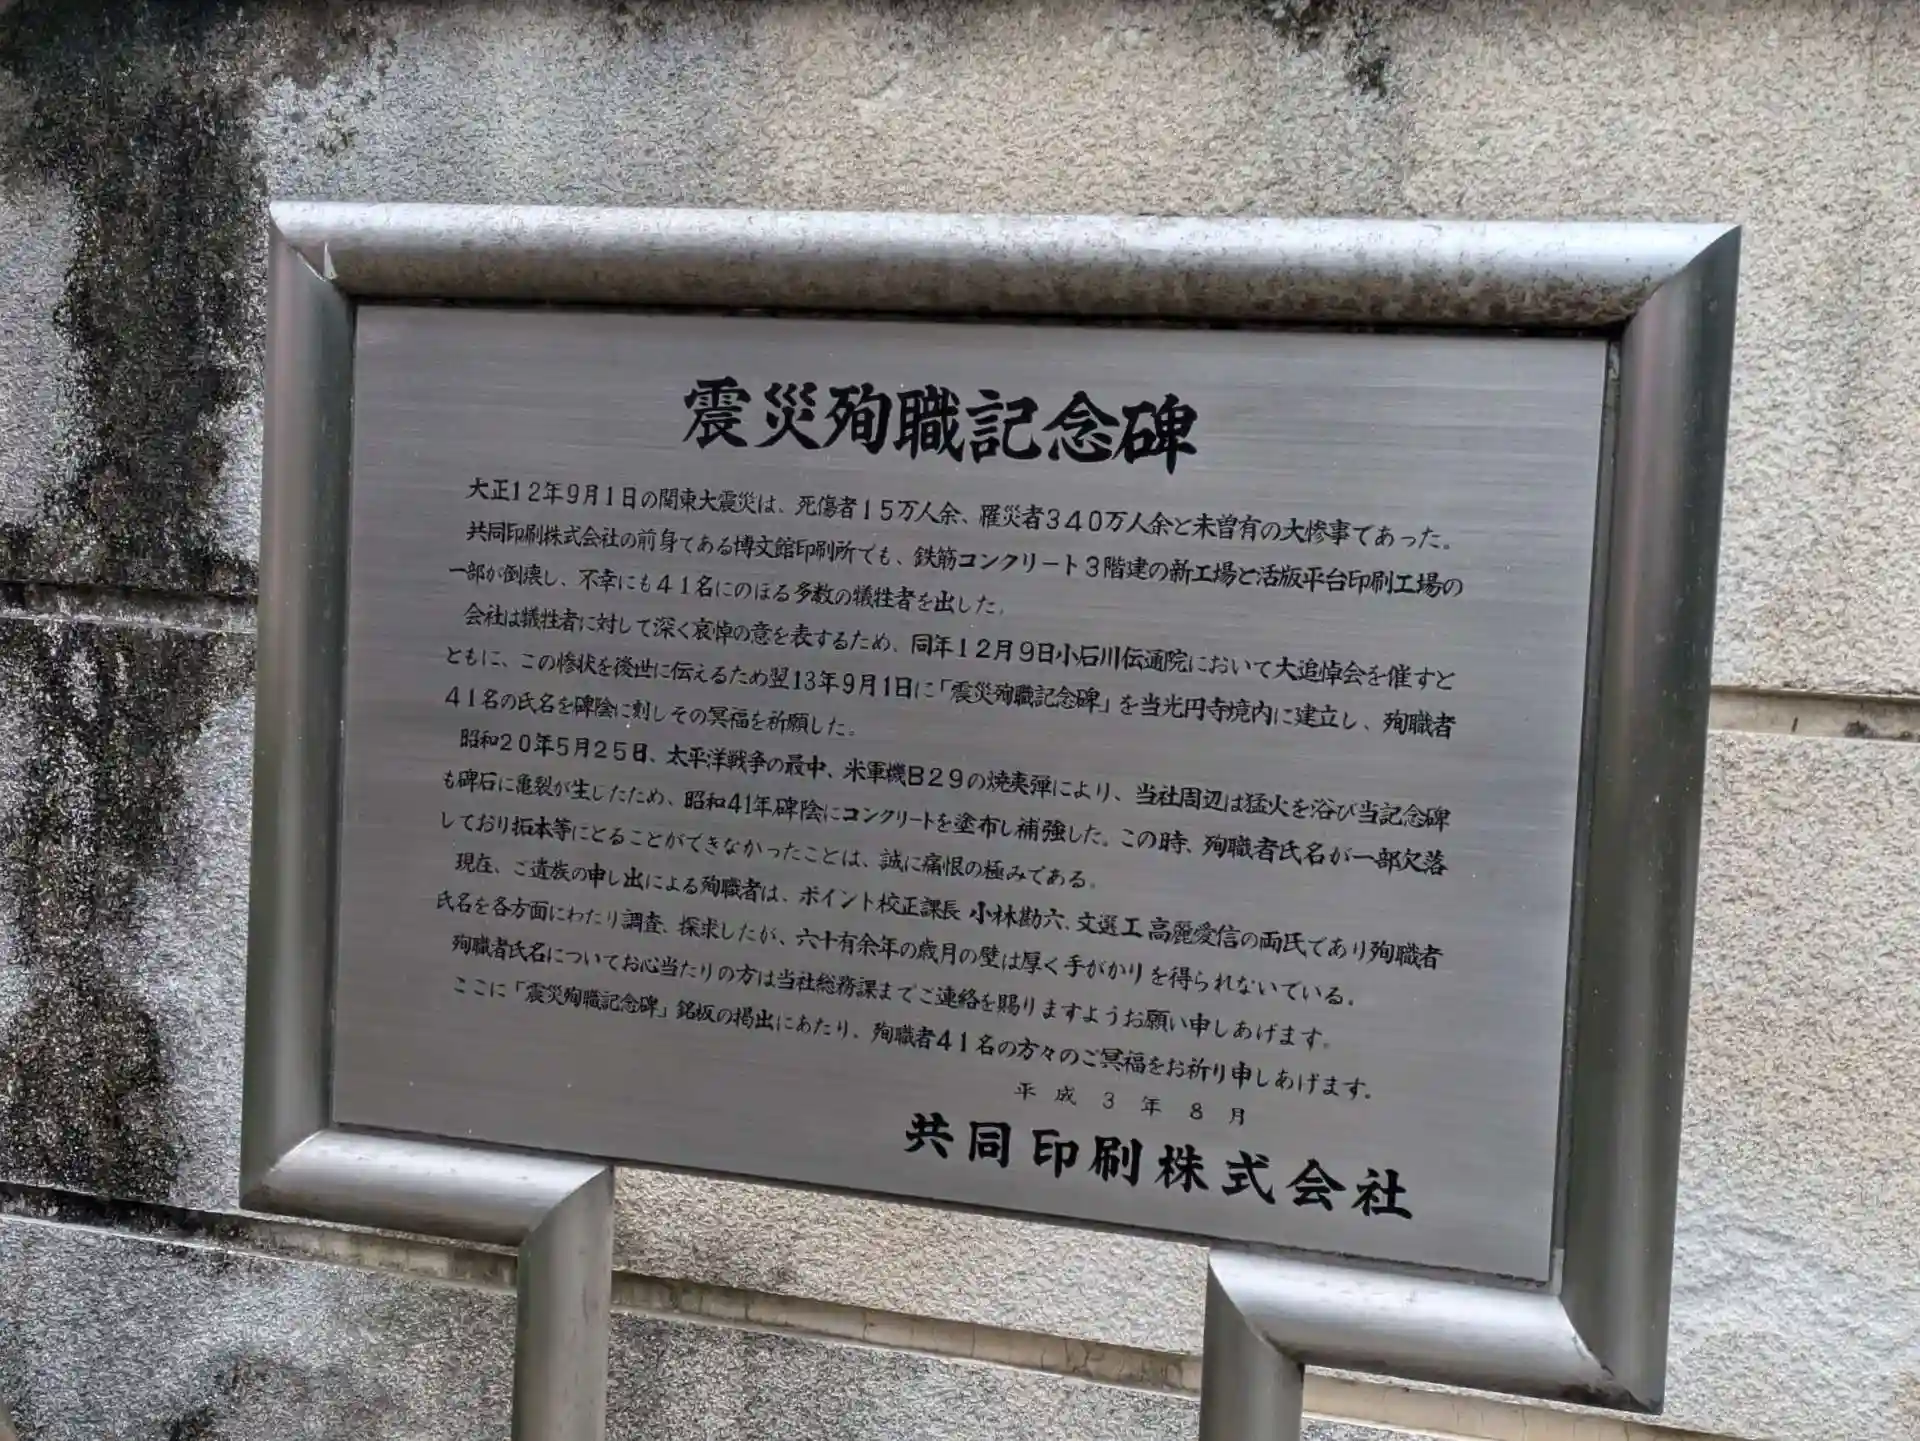 震災殉職記念碑
大正12年9月1日の関東大震災は、死傷者15万人余、罹災者340万人余と未曽有の大惨事であった。
共同印刷株式会社の前身である博文館印刷所でも、鉄筋コンクリート3階建の新工場と活版平台印刷工場の
一部が倒壊し、不幸にも41名にのぼる多数の犠牲者を出した。
会社は犠牲者に対して深く哀悼の意を表するため、同年12月9日小石川伝通院において大追悼会を催すと
ともに、この惨状を後世に伝えるため翌13年9月1日に「震災殉職記念碑」を当光円寺境内に建立し、殉職者
41名の氏名を碑陰に刻しその冥福を祈願した。
昭和20年5月25日、太平洋戦争の最中、米軍機B29の焼夷弾により、当社周辺は猛火を浴び当記念碑
も碑石に亀裂が生したため、昭和41年碑陰にコンクリートを塗布し補強した。この時、殉職者氏名が一部欠落
しており拓本等にとることができなかったことは、誠に痛恨の極みである。
現在、ご遺族の申し出による殉職者は、ポイント校正課長 小林勘六、文選工 高麗愛信の両氏であり殉職者
氏名を各方面にわたり調査、探求したが、六十有余年の歳月の壁は厚く手がかりを得られないでいる。
殉職者氏名についてお心当たりの方は当社総務課までご連絡を賜りますようお願い申しあげます。
ここに「震災殉職記念碑」銘板の掲出にあたり、殉職者41名の方々のご冥福をお祈り申しあげます。
平成3年8月
共同印刷株式会社